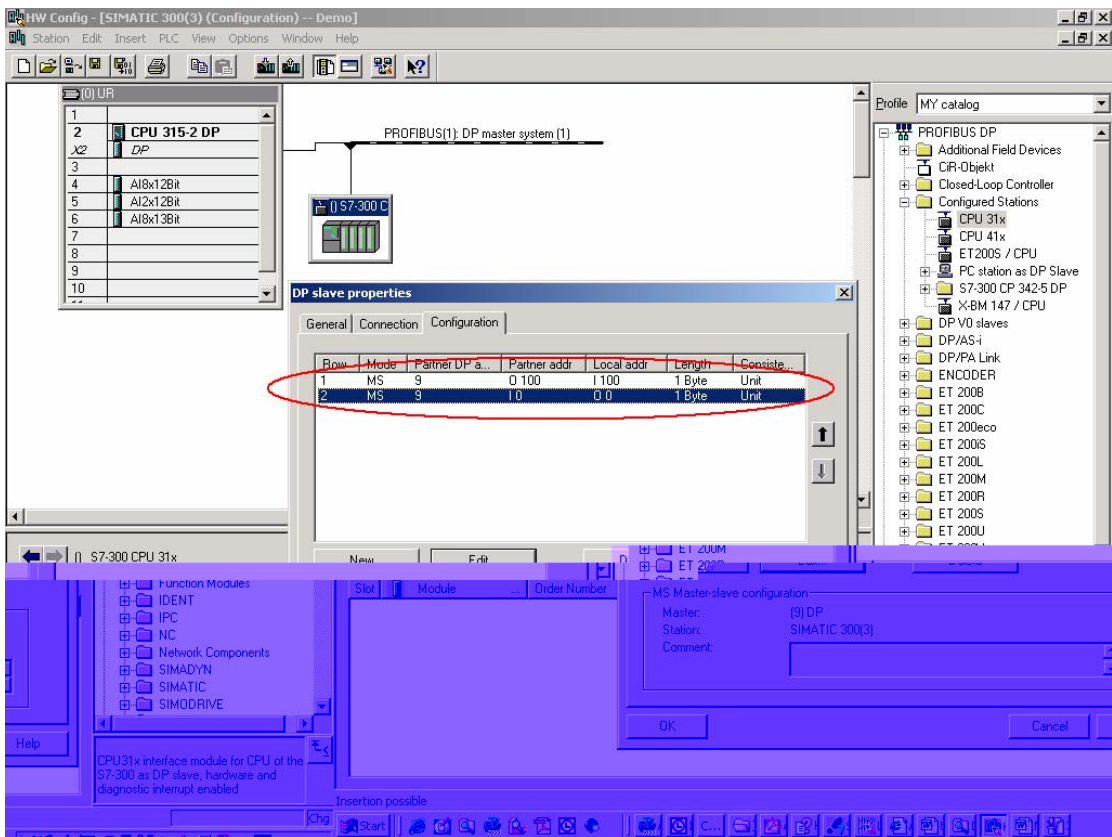 HW Config - [SIMATIC 300(3) (Configuration) -- Demo]
Station Edit Insert PLC View Options Window Help
(0) UR
1
2 CPU 315-2 DP
X2 DP
3
4 AI8x12Bit
5 AI2x12Bit
6 AI8x13Bit
7
8
9
10
PROFIBUS(1): DP master system (1)
() S7-300 C
DP slave properties
General Connection Configuration
Row Mode Partner DP a... Partner addr Local addr Length Consiste...
1 MS 9 O 100 I 100 1 Byte Unit
2 MS 9 I 0 O 0 1 Byte Unit
New... Edit...
Profile MY catalog
PROFIBUS DP
Additional Field Devices
CiR-Objekt
Closed-Loop Controller
Configured Stations
CPU 31x
CPU 41x
ET200S / CPU
PC station as DP Slave
S7-300 CP 342-5 DP
X-BM 147 / CPU
DP V0 slaves
DP/AS-i
DP/PA Link
ENCODER
ET 200B
ET 200C
ET 200eco
ET 200iS
ET 200L
ET 200M
ET 200R
ET 200S
ET 200U
() S7-300 CPU 31x
ET 200M
Function Modules
IDENT
IPC
NC
Network Components
SIMADYN
SIMATIC
SIMODRIVE
Help
CPU31x interface module for CPU of the
S7-300 as DP slave, hardware and
diagnostic interrupt enabled
Chg
Slot Module ... Order Number
MS Master-slave configuration
Master: (9) DP
Station: SIMATIC 300(3)
Comment:
OK Cancel
Insertion possible
Start
C...